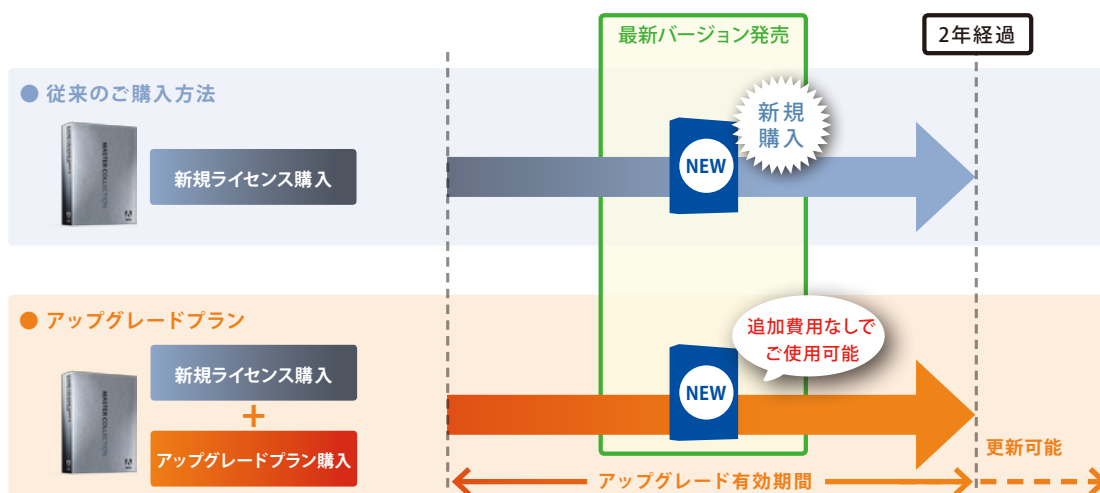 最新バージョン発売
2年経過
● 従来のご購入方法
MASTER COLLECTION
新規ライセンス購入
NEW
新規
購入
● アップグレードプラン
MASTER COLLECTION
新規ライセンス購入
+
アップグレードプラン購入
NEW
追加費用なしで
ご使用可能
更新可能
アップグレード有効期間